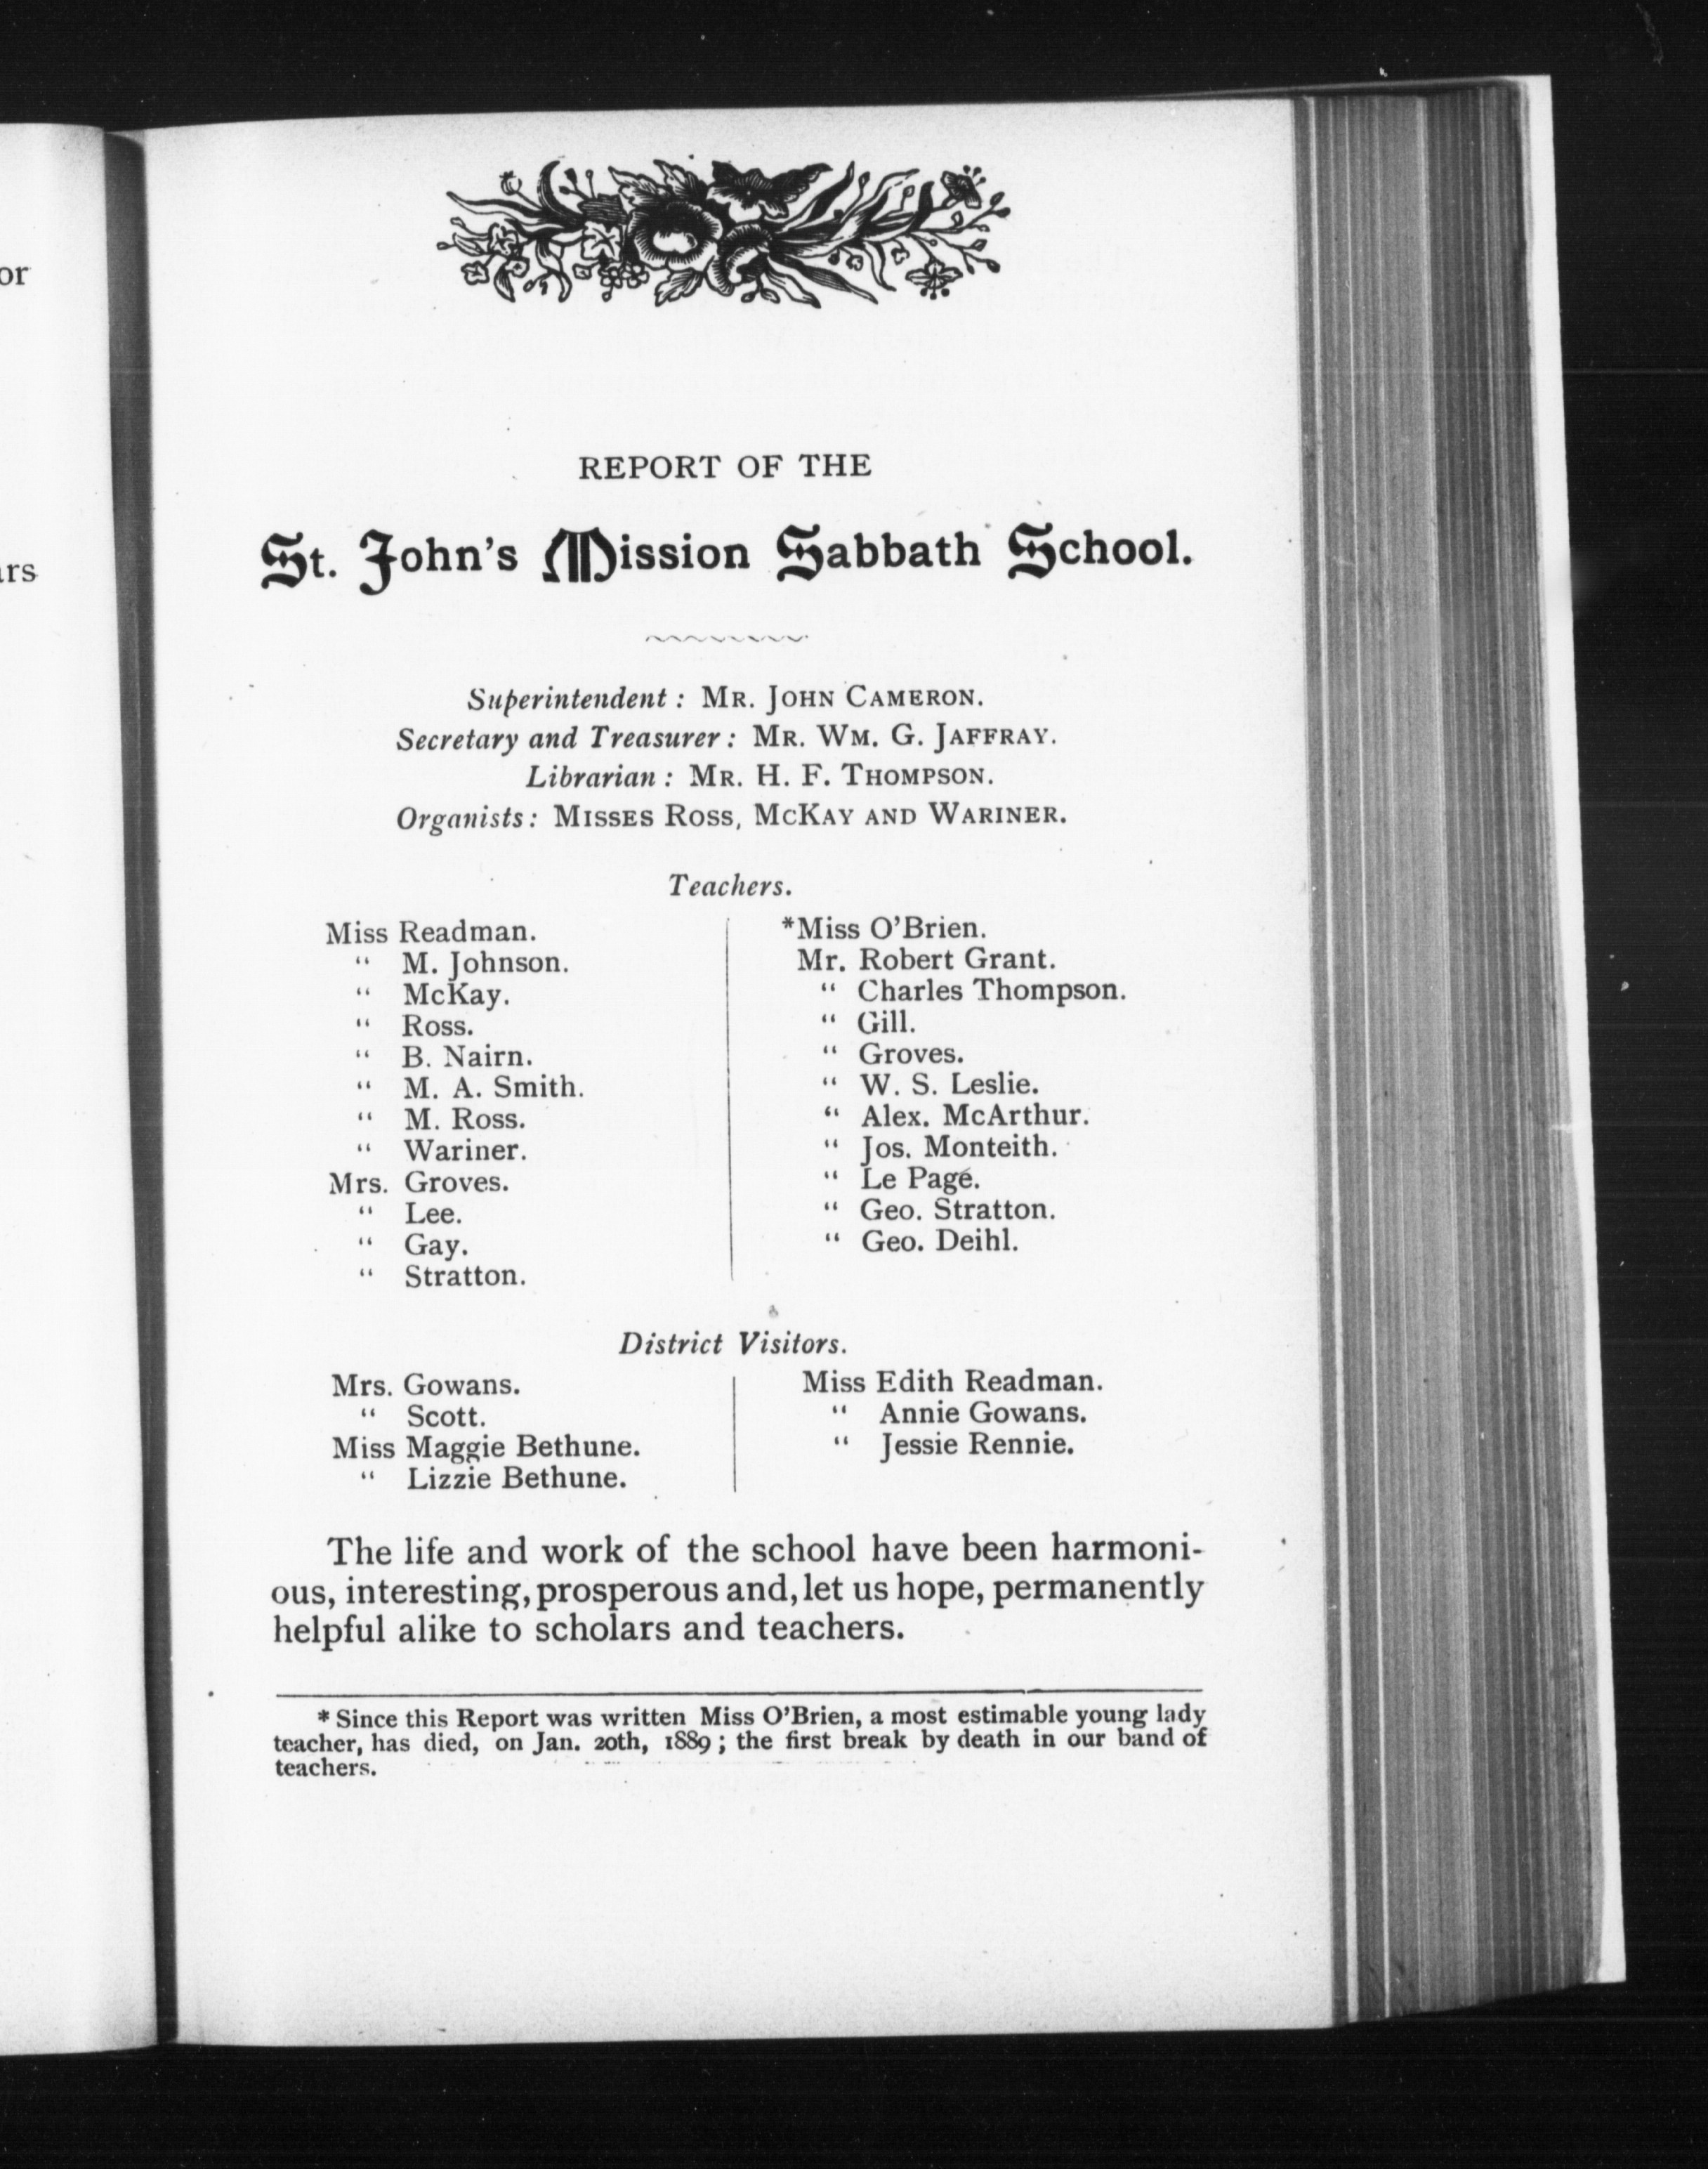 or
rs
REPORT OF THE
St. John's Mission Sabbath School.
Superintendent: MR. JOHN CAMERON.
Secretary and Treasurer: MR. WM. G. JAFFRAY.
Librarian: MR. H. F. THOMPSON.
Organists: MISSES ROSS, MCKAY AND WARINER.
Teachers.
Miss Readman.
“ M. Johnson.
“ McKay.
“ Ross.
“ B. Nairn.
“ M. A. Smith.
“ M. Ross.
“ Wariner.
Mrs. Groves.
“ Lee.
“ Gay.
“ Stratton.
*Miss O'Brien.
Mr. Robert Grant.
“ Charles Thompson.
“ Gill.
“ Groves.
“ W. S. Leslie.
“ Alex. McArthur.
“ Jos. Monteith.
“ Le Page.
“ Geo. Stratton.
“ Geo. Deihl.
District Visitors.
Mrs. Gowans.
“ Scott.
Miss Maggie Bethune.
“ Lizzie Bethune.
Miss Edith Readman.
“ Annie Gowans.
“ Jessie Rennie.
The life and work of the school have been harmoni-
ous, interesting, prosperous and, let us hope, permanently
helpful alike to scholars and teachers.
* Since this Report was written Miss O'Brien, a most estimable young lady
teacher, has died, on Jan. 20th, 1889; the first break by death in our band of
teachers.